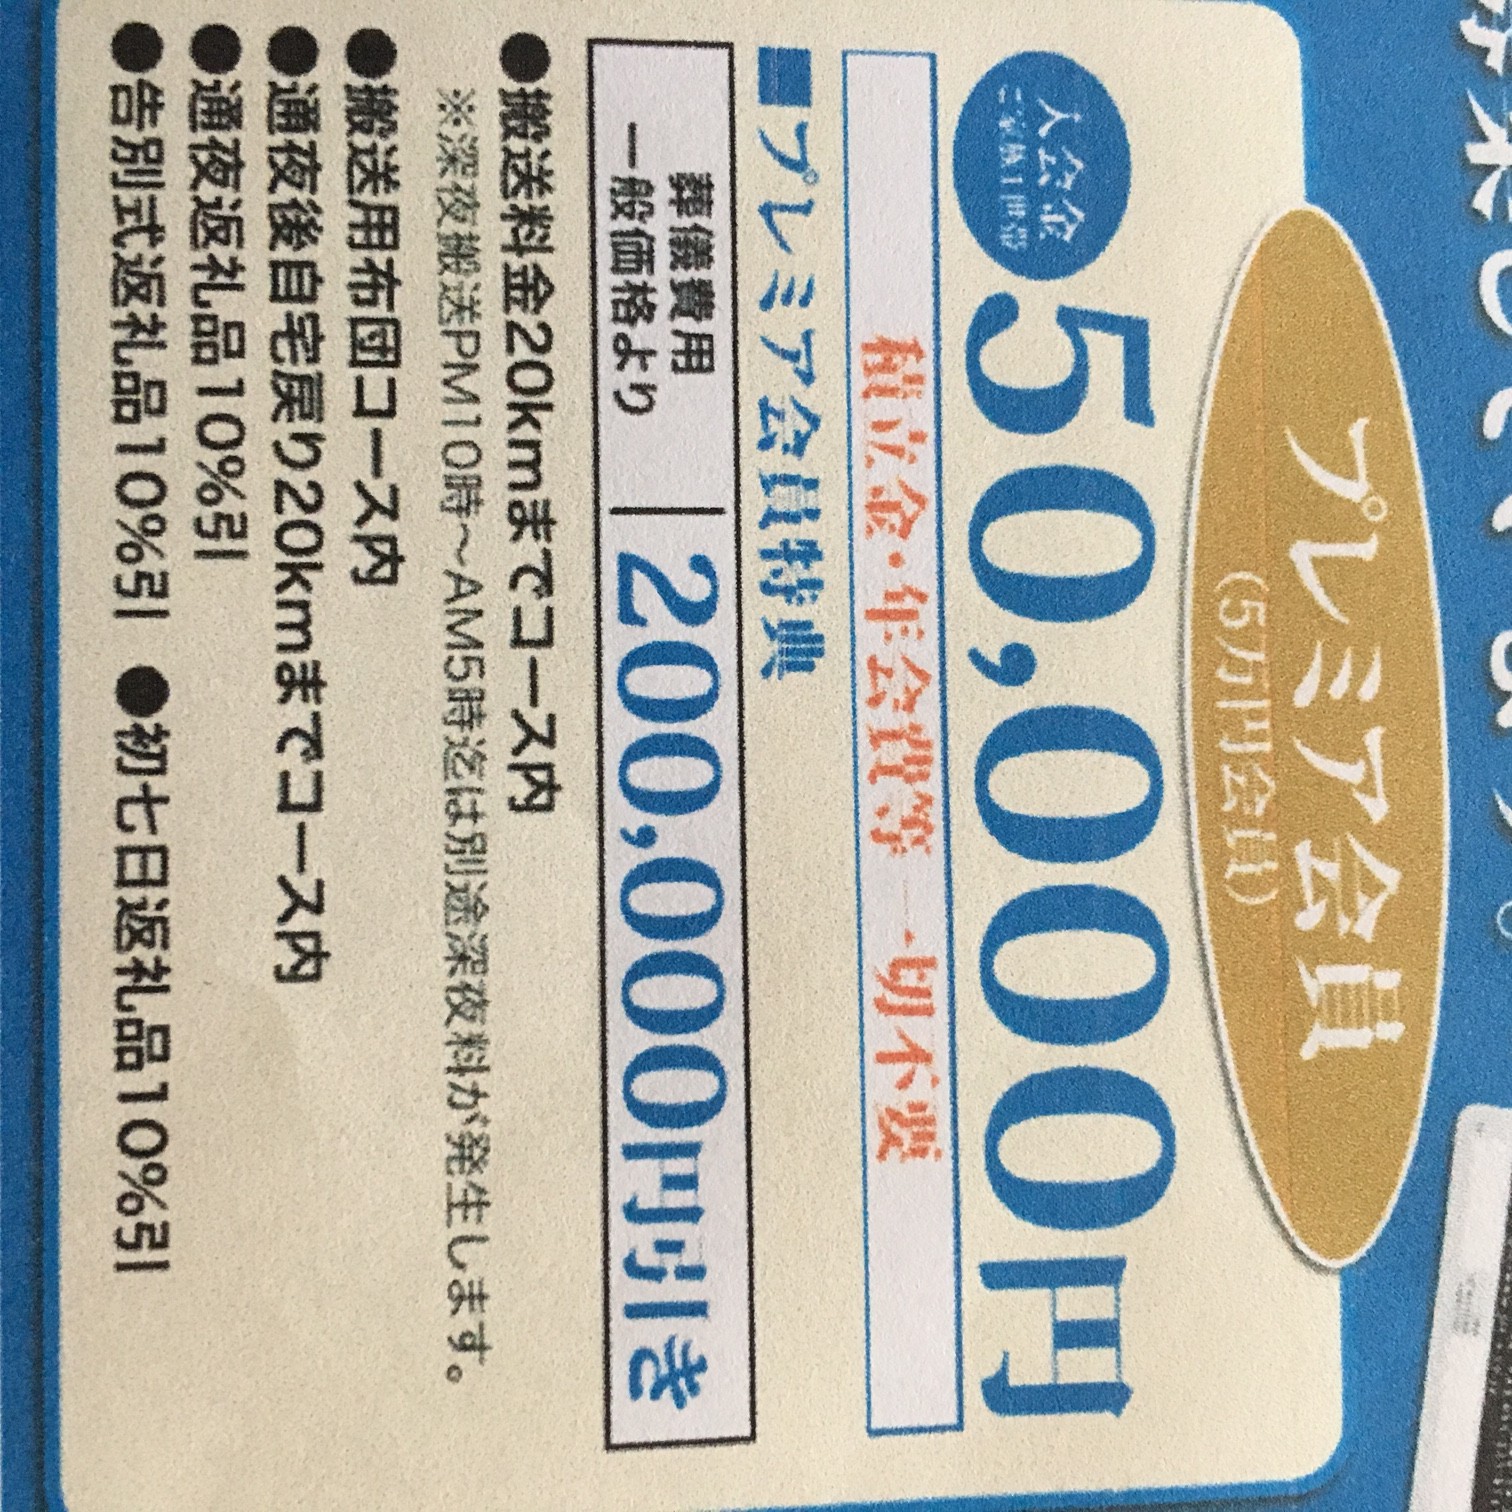 プレミア会員
(5万円会員)
入会金
ご家族1世帯
50,000円
積立金・年会費等 一切不要
■プレミア会員特典
葬儀費用
一般価格より
200,000円引き
●搬送料金20kmまでコース内
※深夜搬送PM10時〜AM5時迄は別途深夜料が発生します。
●搬送用布団コース内
●通夜後自宅戻り20kmまでコース内
●通夜返礼品10%引
●告別式返礼品10%引 ●初七日返礼品10%引